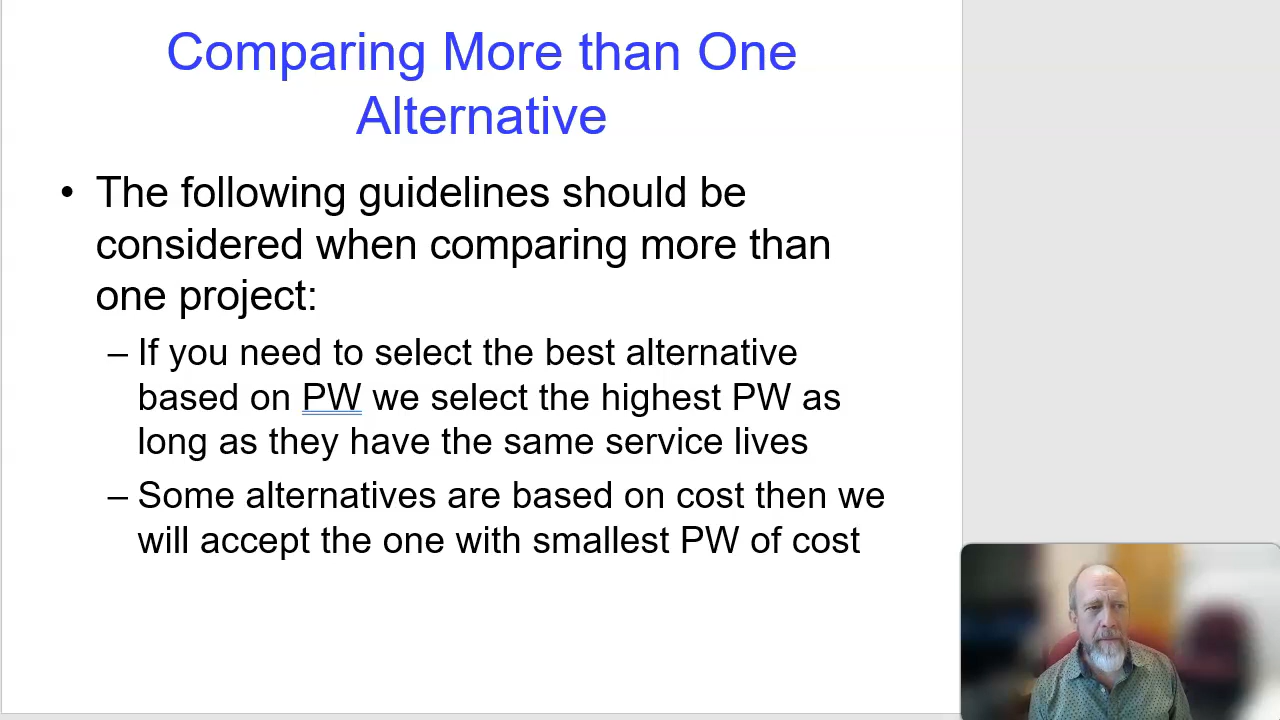 Comparing More than One
Alternative
• The following guidelines should be
considered when comparing more than
one project:
– If you need to select the best alternative
based on PW we select the highest PW as
long as they have the same service lives
– Some alternatives are based on cost then we
will accept the one with smallest PW of cost